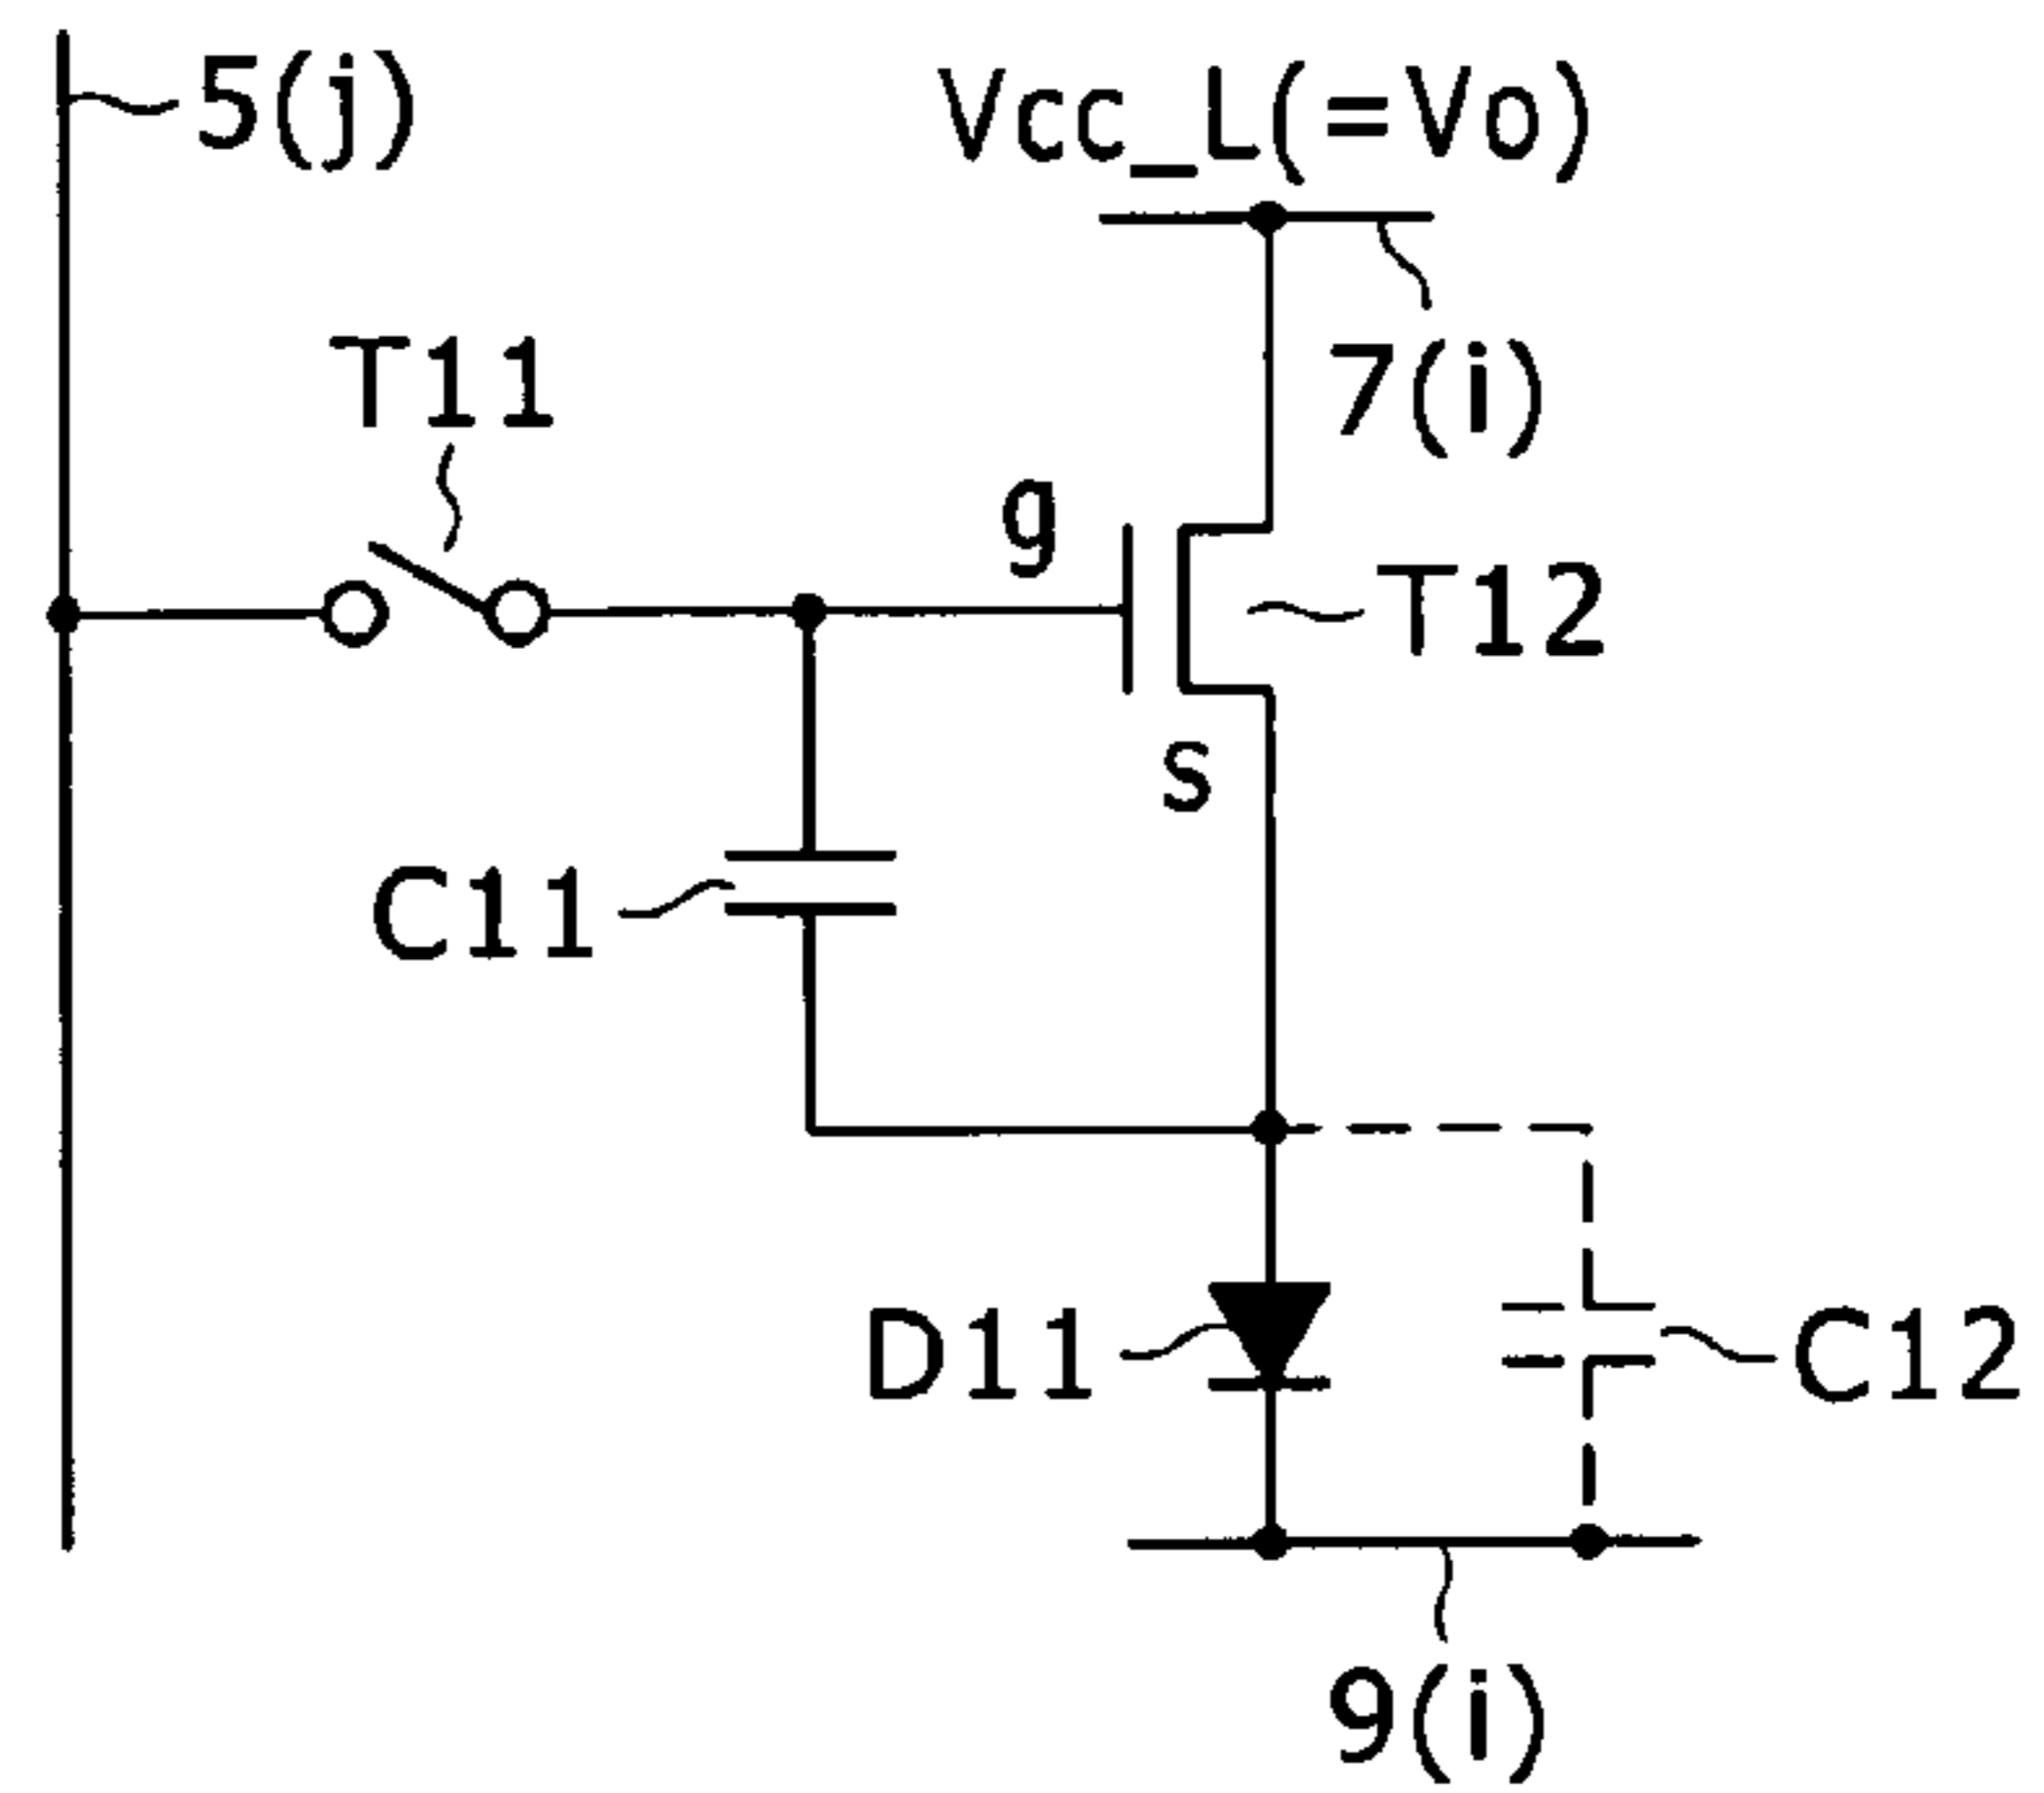 5(j)
Vcc_L(=Vo)
T11
7(i)
g
T12
s
C11
D11
C12
9(i)